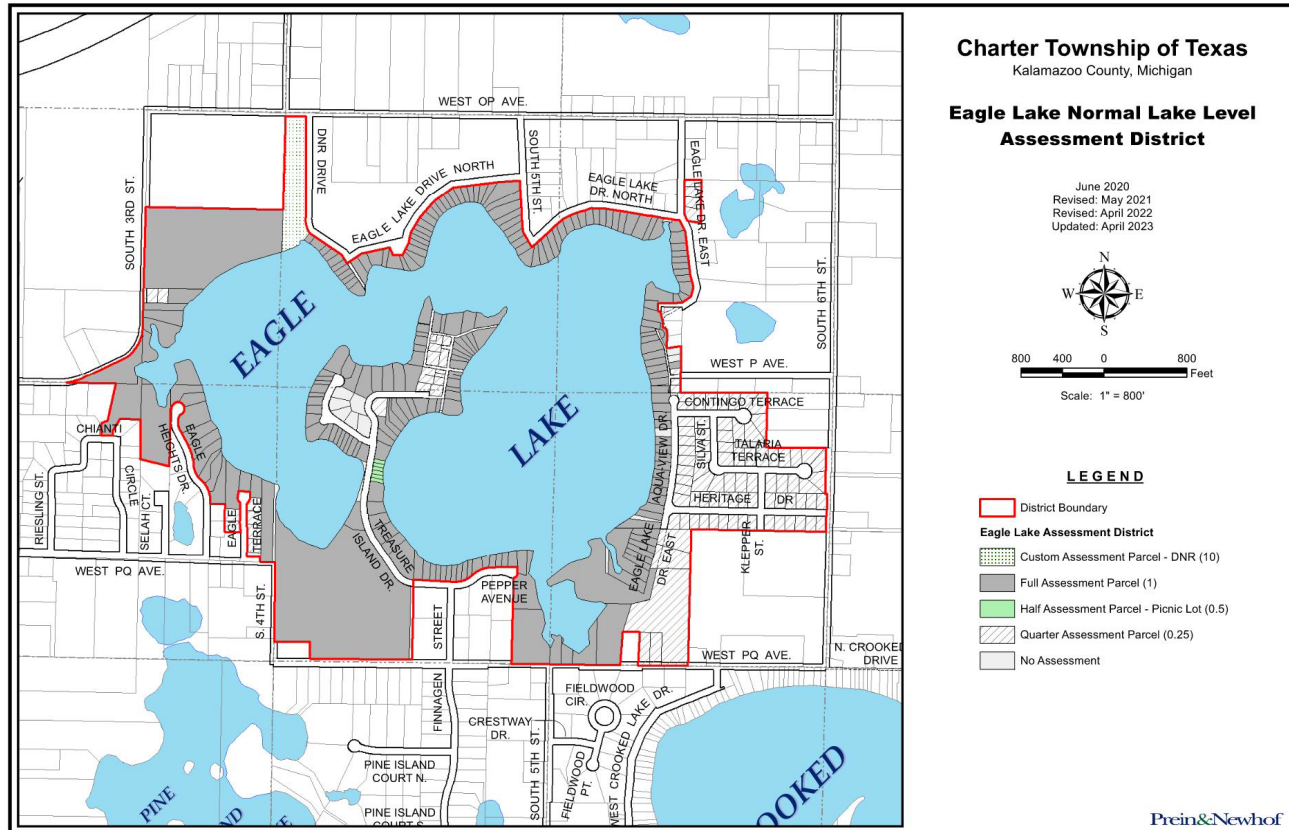 Charter Township of Texas
Kalamazoo County, Michigan
Eagle Lake Normal Lake Level
Assessment District
June 2020
Revised: May 2021
Revised: April 2022
Updated: April 2023
N
W
E
S
800
400
0
800
Feet
Scale: 1" = 800'
LEGEND
District Boundary
Eagle Lake Assessment District
Custom Assessment Parcel - DNR (10)
Full Assessment Parcel (1)
Half Assessment Parcel - Picnic Lot (0.5)
Quarter Assessment Parcel (0.25)
No Assessment
Prein&Newhof
WEST OP AVE.
SOUTH 3RD ST.
DNR DRIVE
EAGLE LAKE DRIVE NORTH
SOUTH 5TH ST.
EAGLE LAKE
DR. NORTH
EAGLE LAKE DR. EAST
SOUTH 6TH ST.
EAGLE
LAKE
WEST P AVE.
CONTINGO TERRACE
SILVA ST.
TALARIA
TERRACE
AQUA-VIEW DR.
HERITAGE
DR
KLEPPER
ST.
EAGLE LAKE
DR. EAST
CHIANTI
CIRCLE
RIESLING ST.
SELAH CT.
EAGLE
HEIGHTS DR.
EAGLE
TERRACE
WEST PQ AVE.
S. 4TH ST.
TREASURE
ISLAND DR.
PEPPER
AVENUE
FINNAGEN
STREET
WEST PQ AVE.
N. CROOKED
DRIVE
FIELDWOOD
CIR.
CRESTWAY
DR.
SOUTH 5TH ST.
FIELDWOOD
PT.
WEST CROOKED LAKE DR.
PINE ISLAND
COURT N.
PINE ISLAND
COURT S.
PINE
ND
OOKED